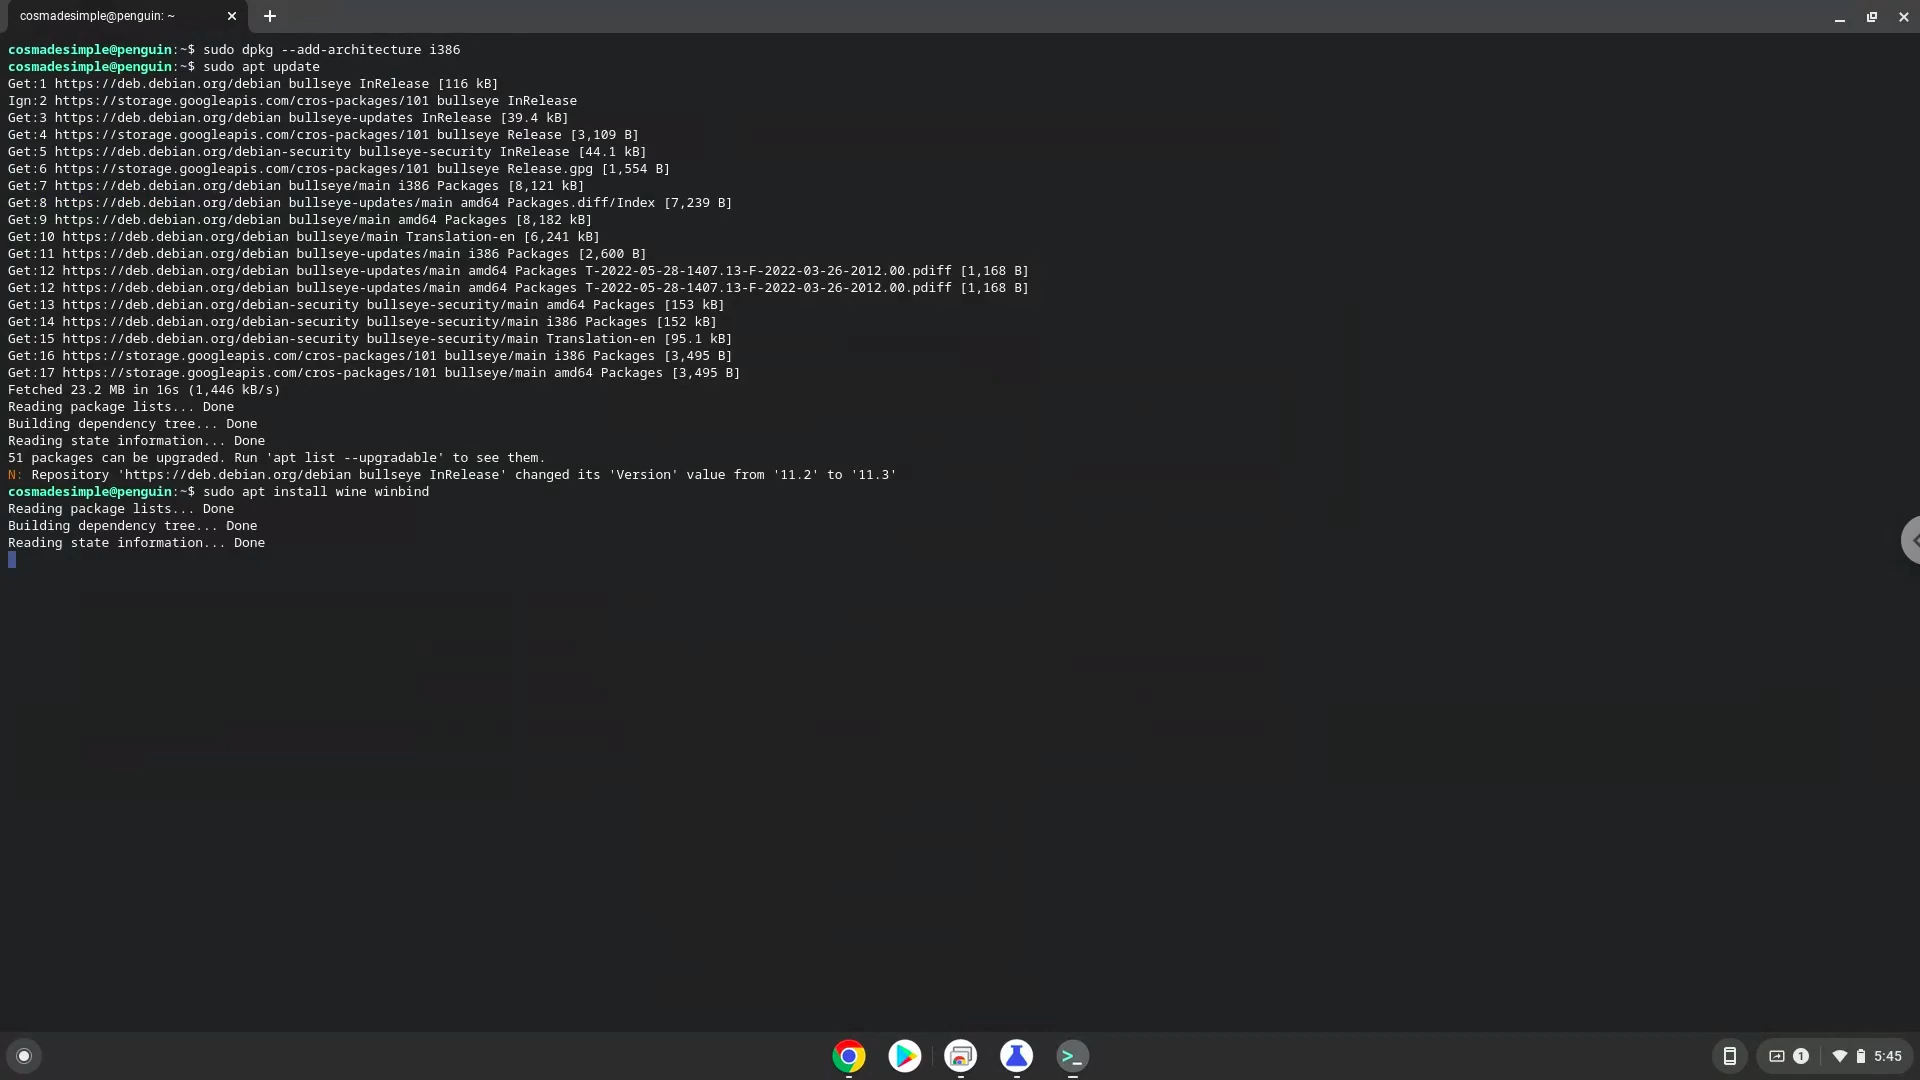 cosmadesimple@penguin: ~
cosmadesimple@penguin:~$ sudo dpkg --add-architecture i386
cosmadesimple@penguin:~$ sudo apt update
Get:1 https://deb.debian.org/debian bullseye InRelease [116 kB]
Ign:2 https://storage.googleapis.com/cros-packages/101 bullseye InRelease
Get:3 https://deb.debian.org/debian bullseye-updates InRelease [39.4 kB]
Get:4 https://storage.googleapis.com/cros-packages/101 bullseye Release [3,109 B]
Get:5 https://deb.debian.org/debian-security bullseye-security InRelease [44.1 kB]
Get:6 https://storage.googleapis.com/cros-packages/101 bullseye Release.gpg [1,554 B]
Get:7 https://deb.debian.org/debian bullseye/main i386 Packages [8,121 kB]
Get:8 https://deb.debian.org/debian bullseye-updates/main amd64 Packages.diff/Index [7,239 B]
Get:9 https://deb.debian.org/debian bullseye/main amd64 Packages [8,182 kB]
Get:10 https://deb.debian.org/debian bullseye/main Translation-en [6,241 kB]
Get:11 https://deb.debian.org/debian bullseye-updates/main i386 Packages [2,600 B]
Get:12 https://deb.debian.org/debian bullseye-updates/main amd64 Packages T-2022-05-28-1407.13-F-2022-03-26-2012.00.pdiff [1,168 B]
Get:12 https://deb.debian.org/debian bullseye-updates/main amd64 Packages T-2022-05-28-1407.13-F-2022-03-26-2012.00.pdiff [1,168 B]
Get:13 https://deb.debian.org/debian-security bullseye-security/main amd64 Packages [153 kB]
Get:14 https://deb.debian.org/debian-security bullseye-security/main i386 Packages [152 kB]
Get:15 https://deb.debian.org/debian-security bullseye-security/main Translation-en [95.1 kB]
Get:16 https://storage.googleapis.com/cros-packages/101 bullseye/main i386 Packages [3,495 B]
Get:17 https://storage.googleapis.com/cros-packages/101 bullseye/main amd64 Packages [3,495 B]
Fetched 23.2 MB in 16s (1,446 kB/s)
Reading package lists... Done
Building dependency tree... Done
Reading state information... Done
51 packages can be upgraded. Run 'apt list --upgradable' to see them.
N: Repository 'https://deb.debian.org/debian bullseye InRelease' changed its 'Version' value from '11.2' to '11.3'
cosmadesimple@penguin:~$ sudo apt install wine winbind
Reading package lists... Done
Building dependency tree... Done
Reading state information... Done
1 5:45